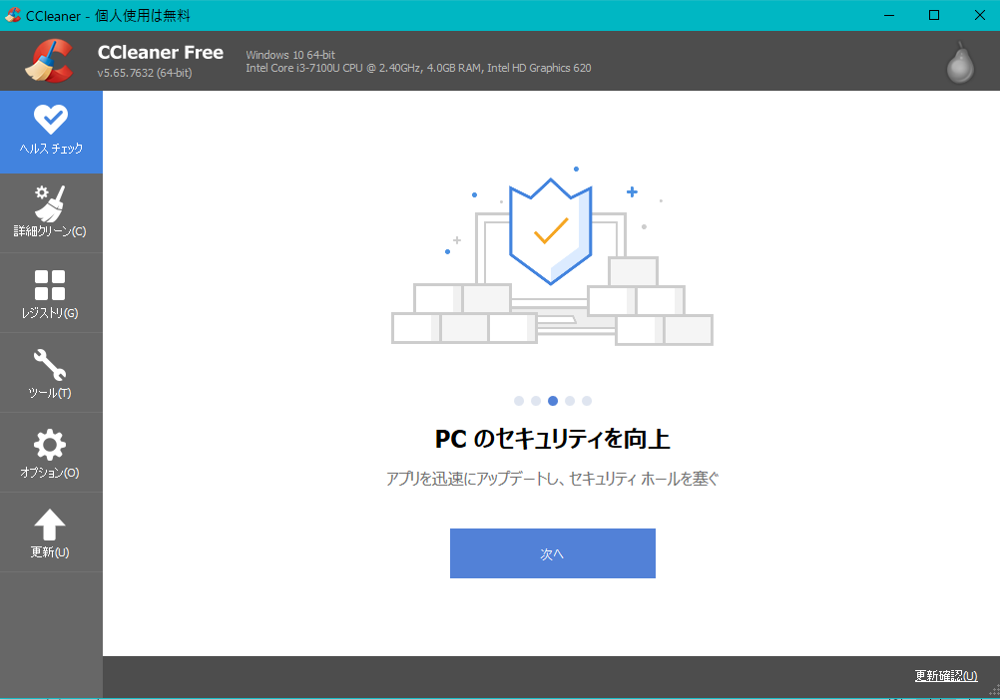 CCleaner - 個人使用は無料
CCleaner Free
v5.65.7632 (64-bit)
Windows 10 64-bit
Intel Core i3-7100U CPU @ 2.40GHz, 4.0GB RAM, Intel HD Graphics 620
ヘルス チェック
詳細クリーン(C)
レジストリ(G)
ツール(T)
オプション(O)
更新(U)
PC のセキュリティを向上
アプリを迅速にアップデートし、セキュリティ ホールを塞ぐ
次へ
更新確認(U)